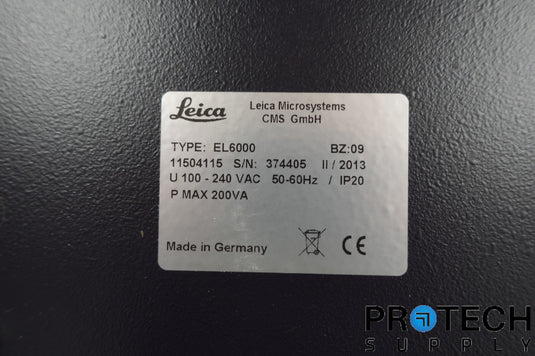 Leica Leica Microsystems
CMS GmbH
TYPE: EL6000 BZ:09
11504115 S/N: 374405 II / 2013
U 100 - 240 VAC 50-60Hz / IP20
P MAX 200VA
Made in Germany CE
PROTECH
SUPPLY